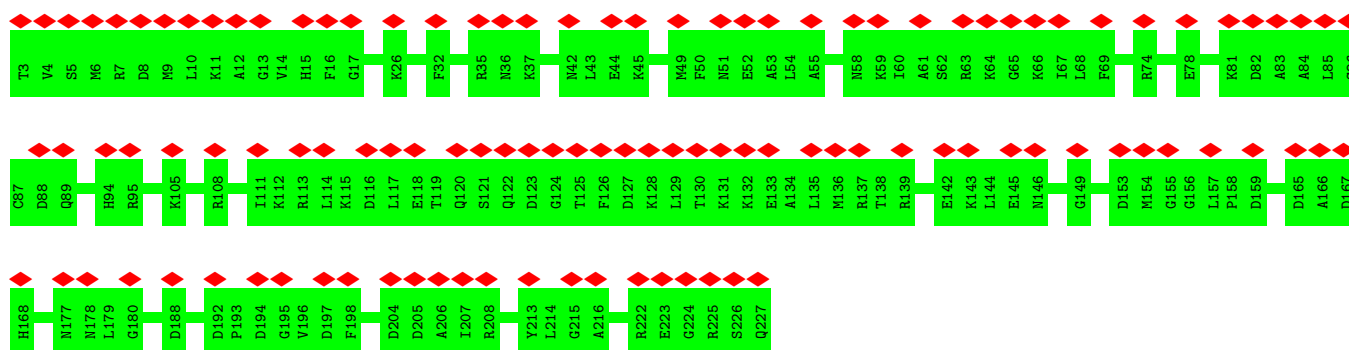 T3 V4 S5 M6 R7 D8 M9 L10 K11 A12 G13 V14 H15 F16 G17 K26 F32 R35 N36 K37 N42 L43 E44 K45 M49 F50 N51 E52 A53 L54 A55 N58 K59 I60 A61 S62 R63 K64 G65 K66 I67 L68 F69 R74 E78 K81 D82 A83 A84 L85
C87 D88 Q89 H94 R95 K105 R108 I111 K112 R113 L114 K115 D116 L117 E118 T119 Q120 S121 Q122 D123 G124 T125 F126 D127 K128 L129 T130 K131 K132 E133 A134 L135 M136 R137 T138 R139 E142 K143 L144 E145 N146 G149 D153 M154 G155 G156 L157 P158 D159 D165 A166 D167
H168 N177 N178 L179 G180 D188 D192 P193 D194 G195 V196 D197 F198 D204 D205 A206 I207 R208 Y213 L214 G215 A216 R222 E223 G224 R225 S226 Q227